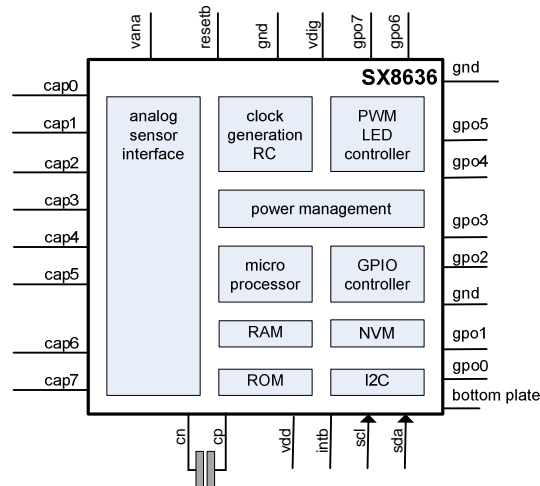 vana
resetb
gnd
vdig
gpo7
gpo6
SX8636
gnd
cap0
cap1
cap2
cap3
cap4
cap5
cap6
cap7
analog
sensor
interface
clock
generation
RC
PWM
LED
controller
power management
micro
processor
GPIO
controller
RAM
NVM
ROM
I2C
gpo5
gpo4
gpo3
gpo2
gnd
gpo1
gpo0
bottom plate
cn
cp
vdd
intb
scl
sda